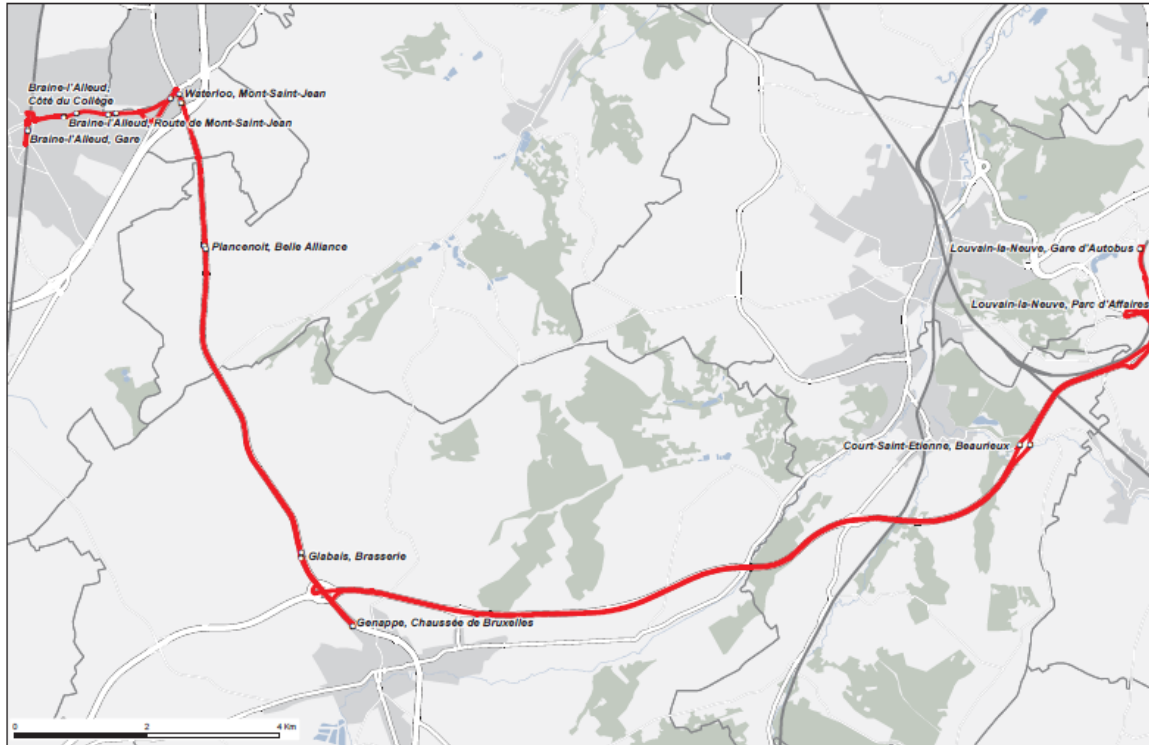 Braine-l'Alleud,
Côté du Collège
Waterloo, Mont-Saint-Jean
Braine-l'Alleud, Route de Mont-Saint-Jean
Braine-l'Alleud, Gare
Plancenoit, Belle Alliance
Louvain-la-Neuve, Gare d'Autobus
Louvain-la-Neuve, Parc d'Affaires
Court-Saint-Etienne, Beaurieux
Glabais, Brasserie
Genappe, Chaussée de Bruxelles
0 2 4 Km